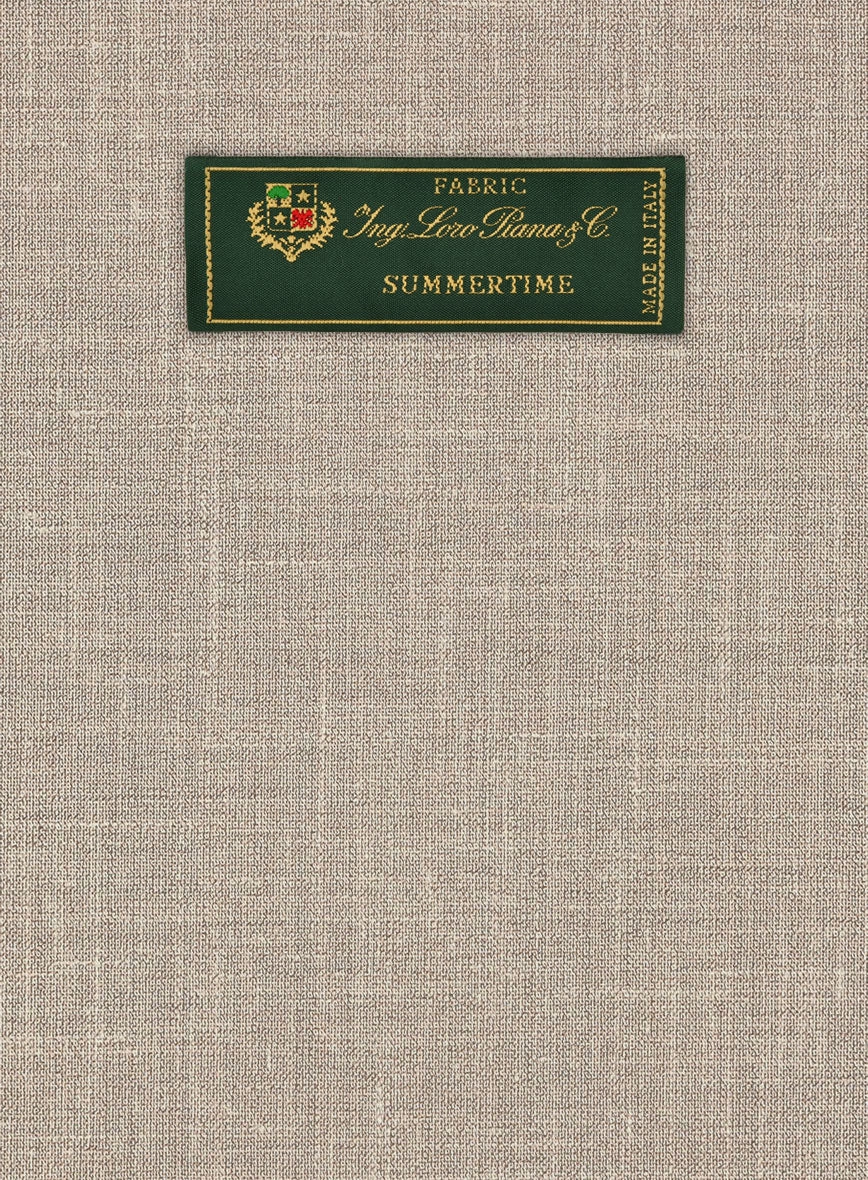 FABRIC
Ing. Loro Piana & C.
SUMMERTIME
MADE IN ITALY